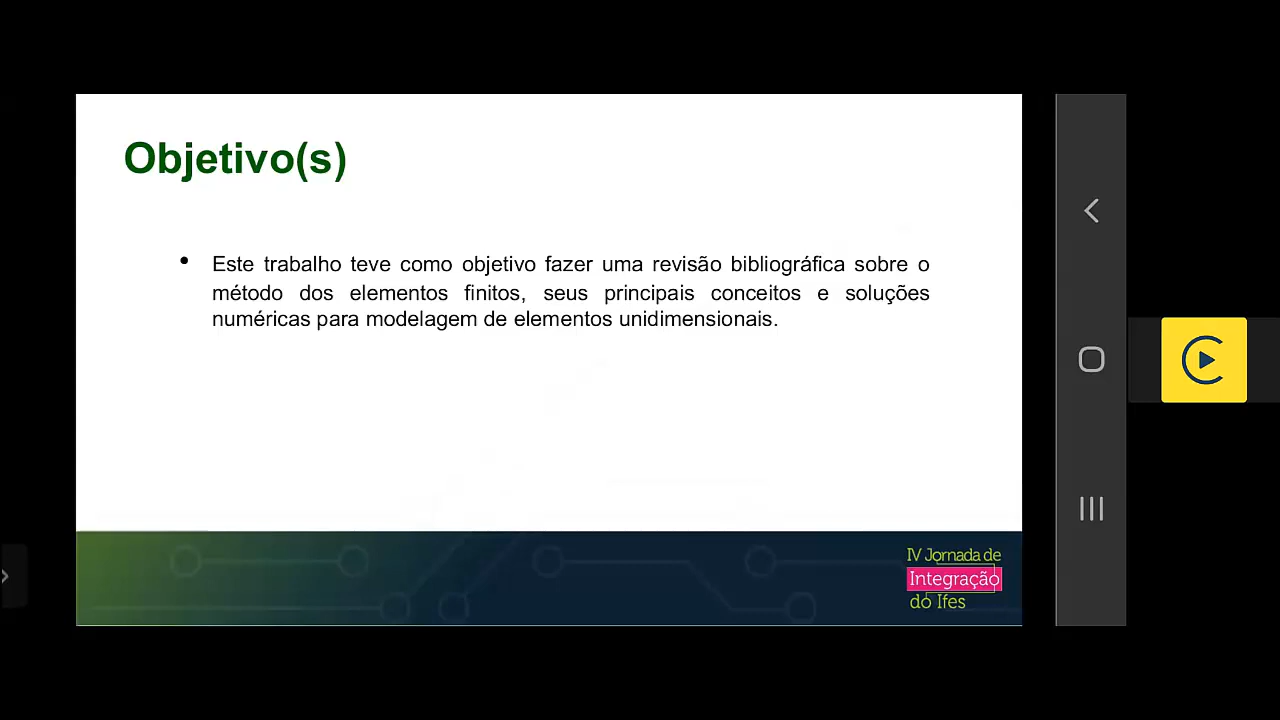 Objetivo(s)
• Este trabalho teve como objetivo fazer uma revisão bibliográfica sobre o
método dos elementos finitos, seus principais conceitos e soluções
numéricas para modelagem de elementos unidimensionais.
IV Jornada de
Integração
do Ifes